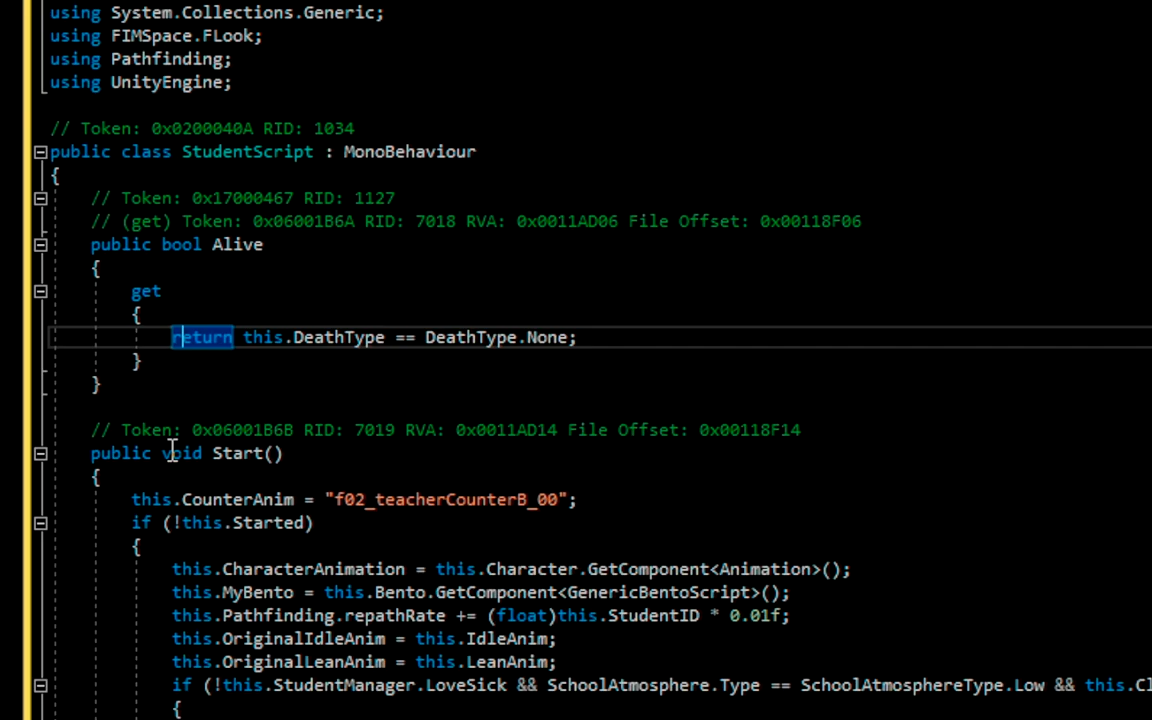 using System.Collections.Generic;
using FIMSpace.FLook;
using Pathfinding;
using UnityEngine;
// Token: 0x0200040A RID: 1034
public class StudentScript : MonoBehaviour
{
// Token: 0x17000467 RID: 1127
// (get) Token: 0x06001B6A RID: 7018 RVA: 0x0011AD06 File Offset: 0x00118F06
public bool Alive
{
get
{
return this.DeathType == DeathType.None;
}
}
// Token: 0x06001B6B RID: 7019 RVA: 0x0011AD14 File Offset: 0x00118F14
public void Start()
{
this.CounterAnim = "f02_teacherCounterB_00";
if (!this.Started)
{
this.CharacterAnimation = this.Character.GetComponent<Animation>();
this.MyBento = this.Bento.GetComponent<GenericBentoScript>();
this.Pathfinding.repathRate += (float)this.StudentID * 0.01f;
this.OriginalIdleAnim = this.IdleAnim;
this.OriginalLeanAnim = this.LeanAnim;
if (!this.StudentManager.LoveSick && SchoolAtmosphere.Type == SchoolAtmosphereType.Low && this.Cl
{